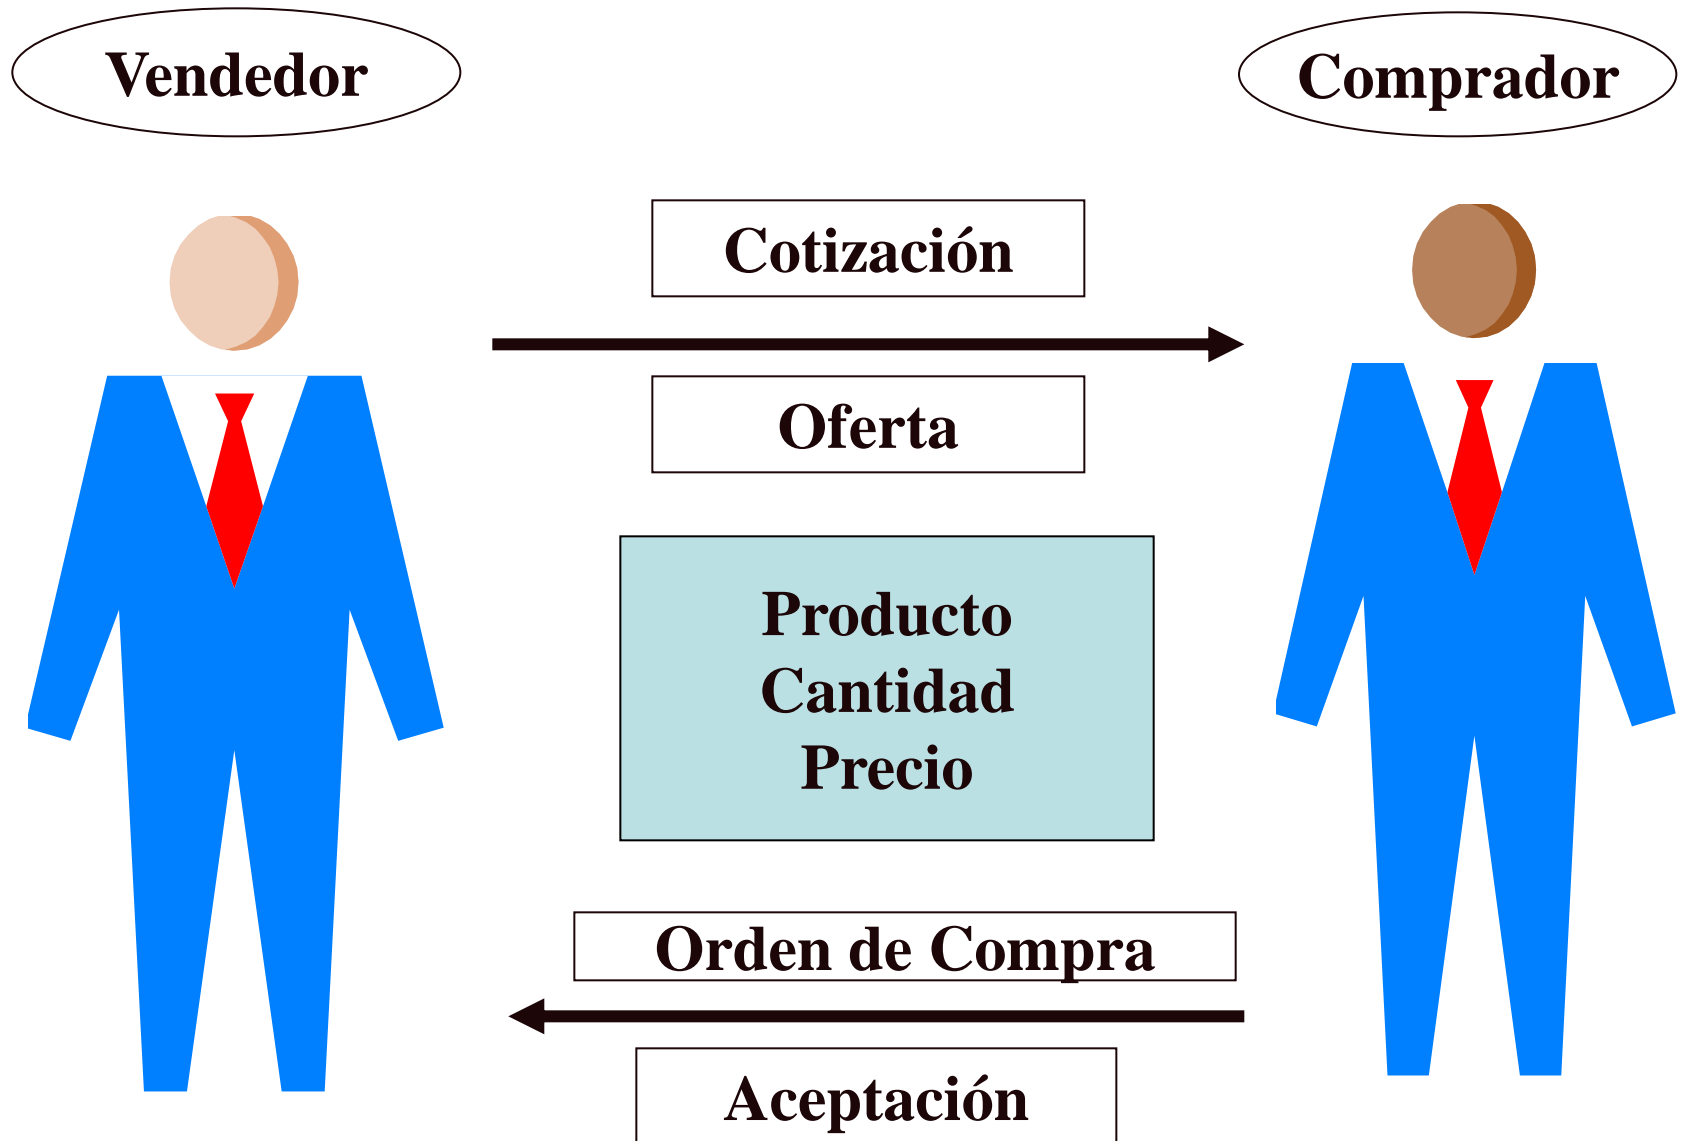 Vendedor
Comprador
Cotización
Oferta
Producto
Cantidad
Precio
Orden de Compra
Aceptación